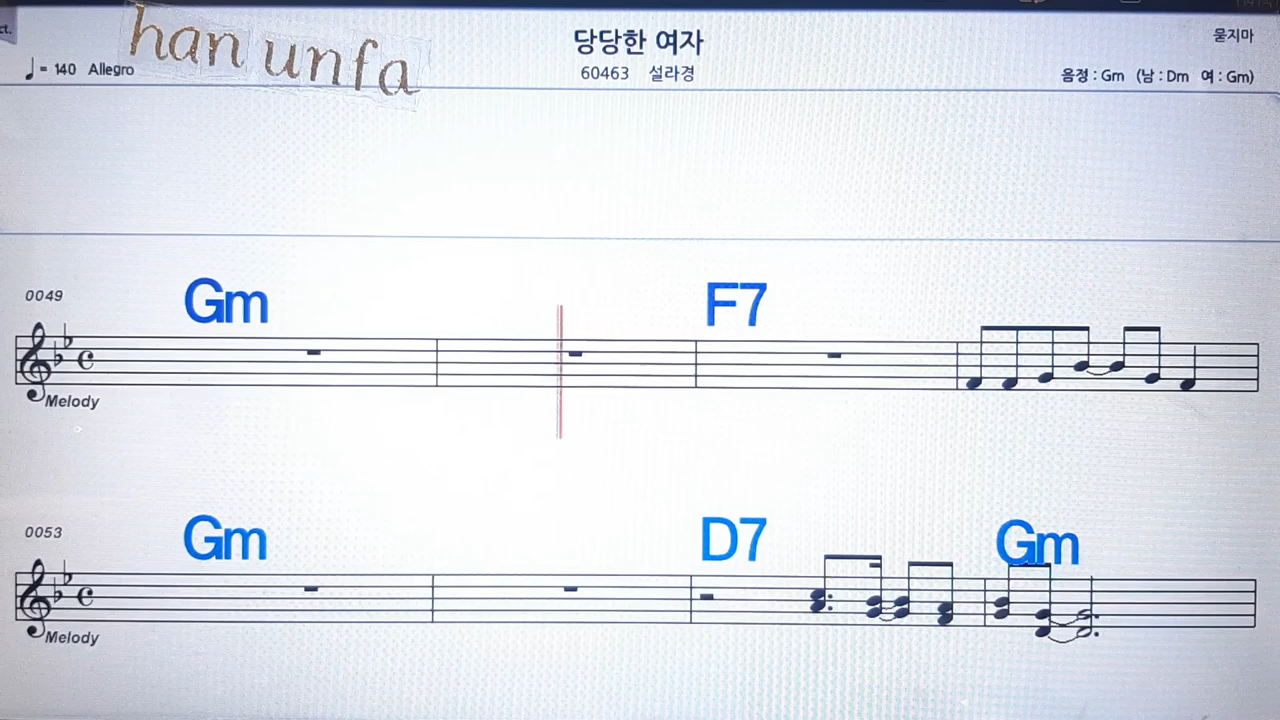 ct.
han unfa
당당한 여자
묻지마
♩= 140 Allegro
60463 설라경
음정 : Gm (남 : Dm 여 : Gm)
0049
Gm
F7
Melody
0053
Gm
D7
Gm
Melody